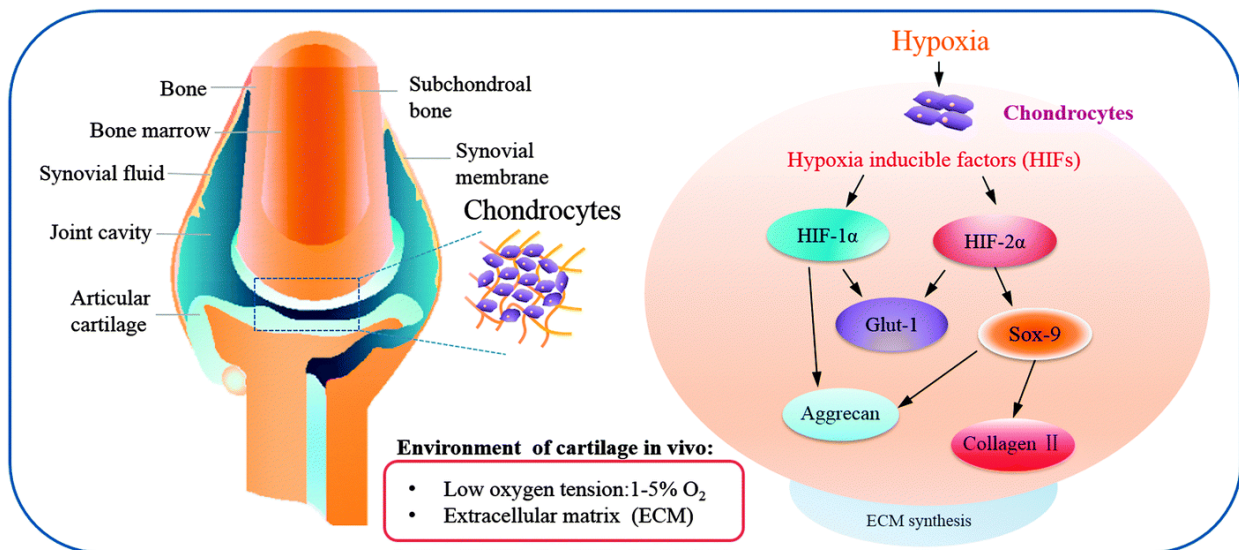 Bone
Bone marrow
Synovial fluid
Joint cavity
Articular
cartilage
Subchondroal
bone
Synovial
membrane
Chondrocytes
Environment of cartilage in vivo:
• Low oxygen tension:1-5% O₂
• Extracellular matrix (ECM)
Hypoxia
Chondrocytes
Hypoxia inducible factors (HIFs)
HIF-1α
HIF-2α
Glut-1
Sox-9
Aggrecan
Collagen Ⅱ
ECM synthesis